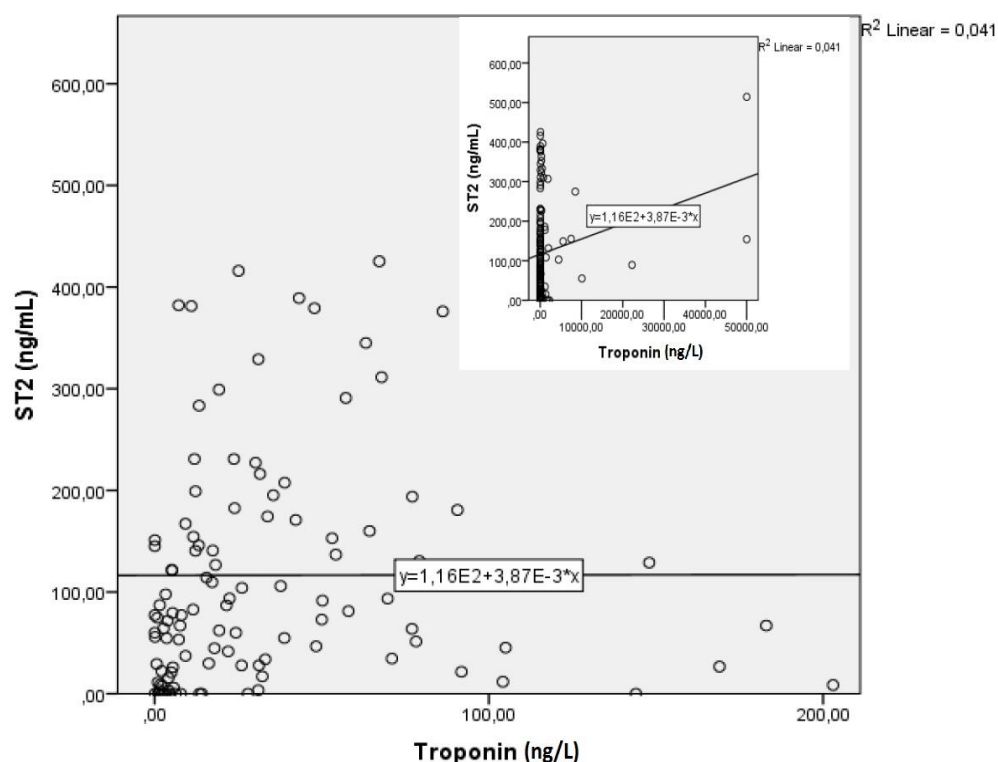 R² Linear = 0,041
600,00
500,00
400,00
300,00
200,00
100,00
,00
ST2 (ng/mL)
y=1,16E2+3,87E-3*x
,00
100,00
200,00
Troponin (ng/L)
R² Linear = 0,041
600,00
500,00
400,00
300,00
200,00
100,00
,00
ST2 (ng/mL)
y=1,16E2+3,87E-3*x
,00
10000,00
20000,00
30000,00
40000,00
50000,00
Troponin (ng/L)